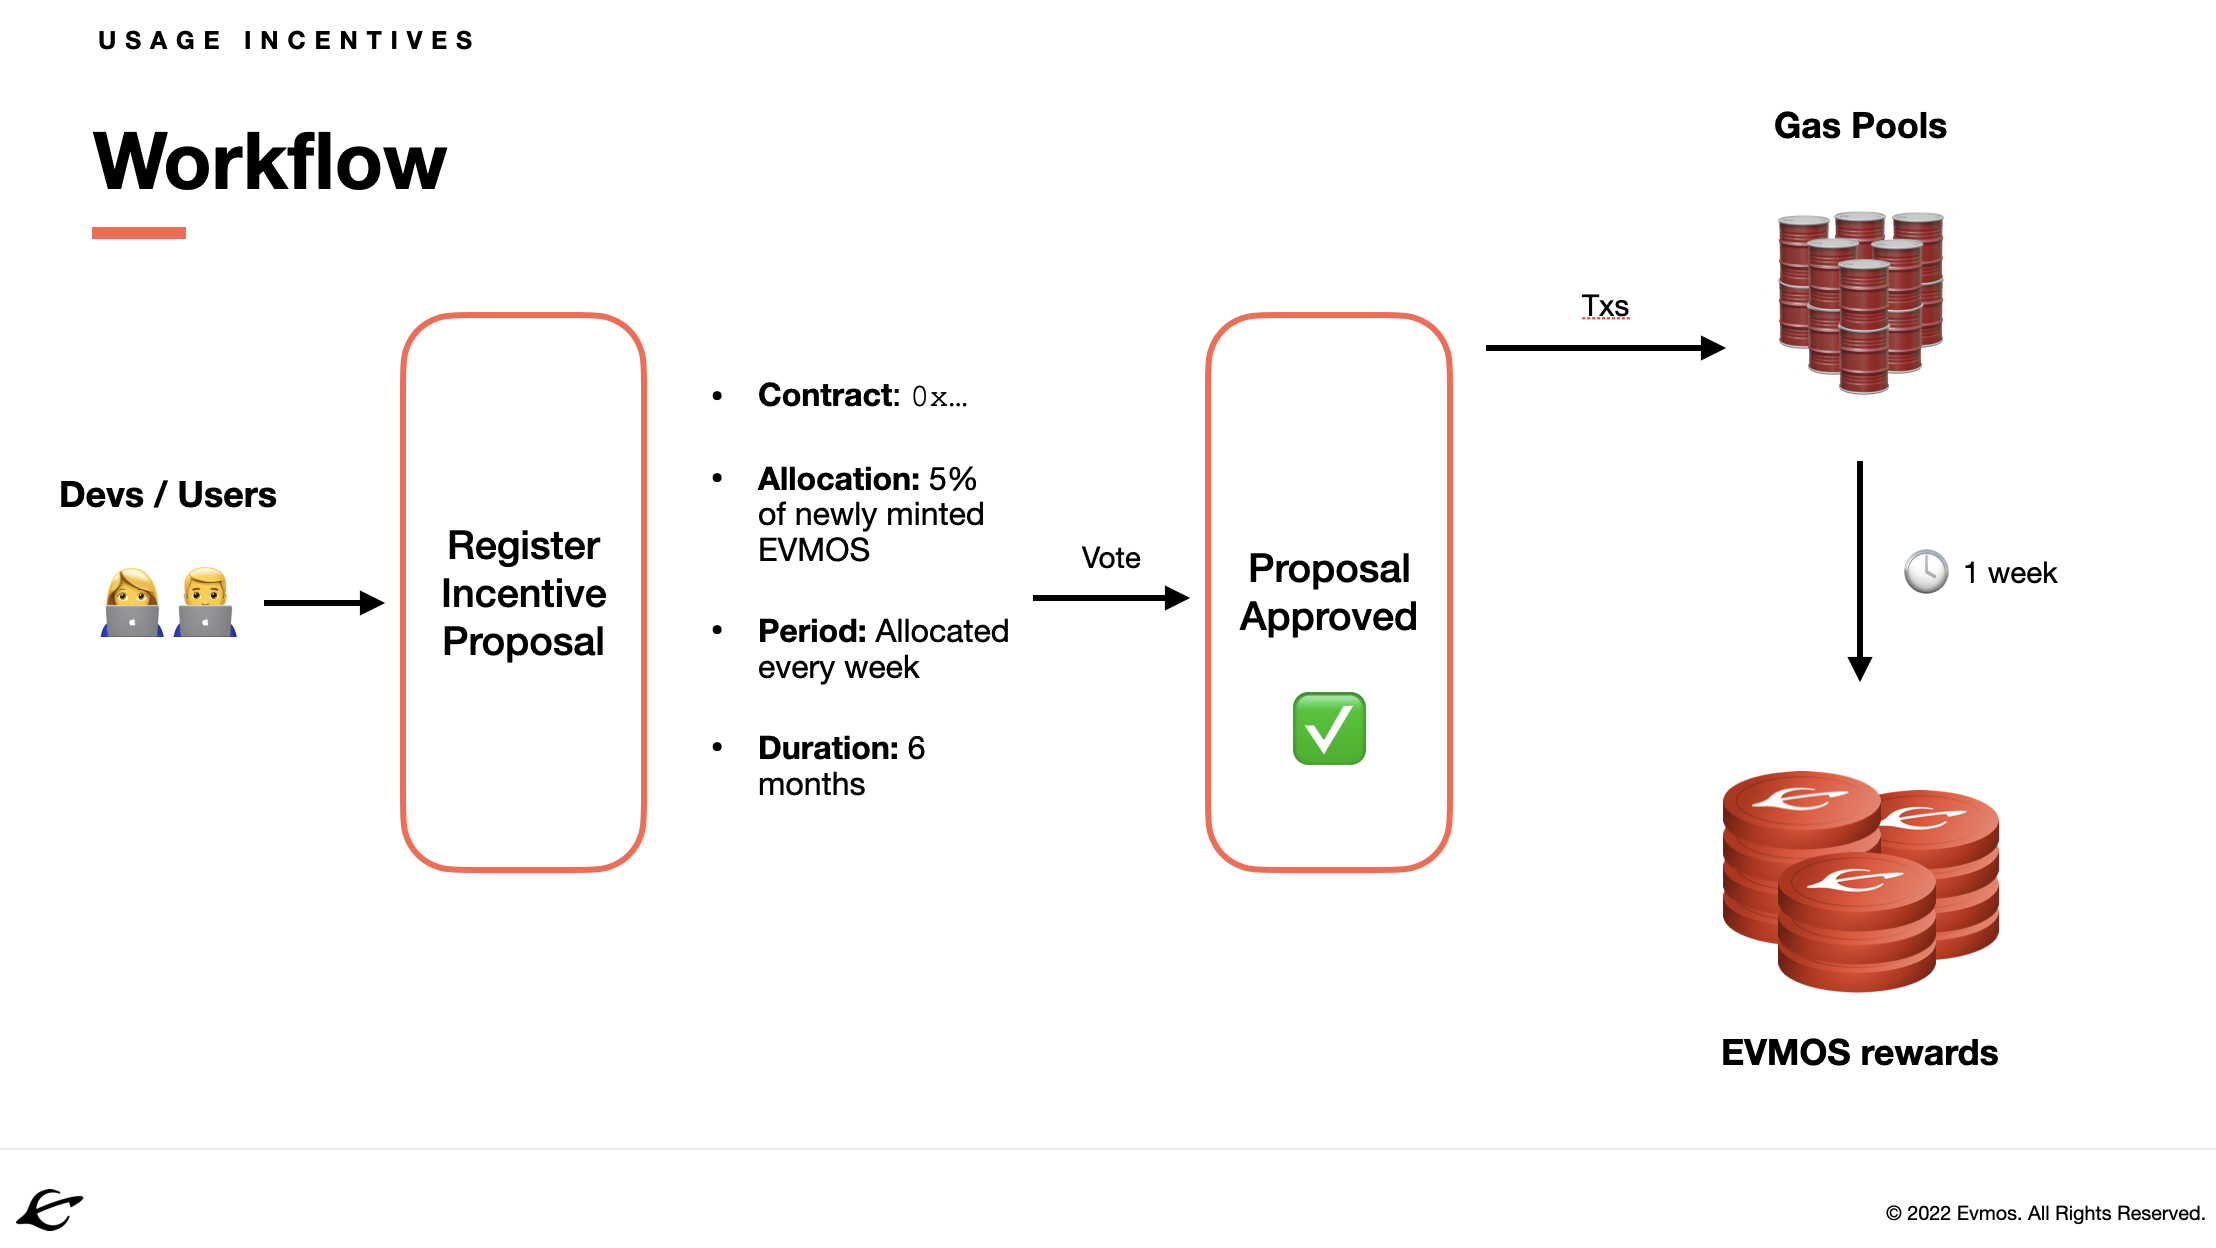 USAGE INCENTIVES
Workflow
Devs / Users
Register
Incentive
Proposal
• Contract: 0x…
• Allocation: 5%
of newly minted
EVMOS
• Period: Allocated
every week
• Duration: 6
months
Vote
Proposal
Approved
Txs
Gas Pools
1 week
EVMOS rewards
© 2022 Evmos. All Rights Reserved.